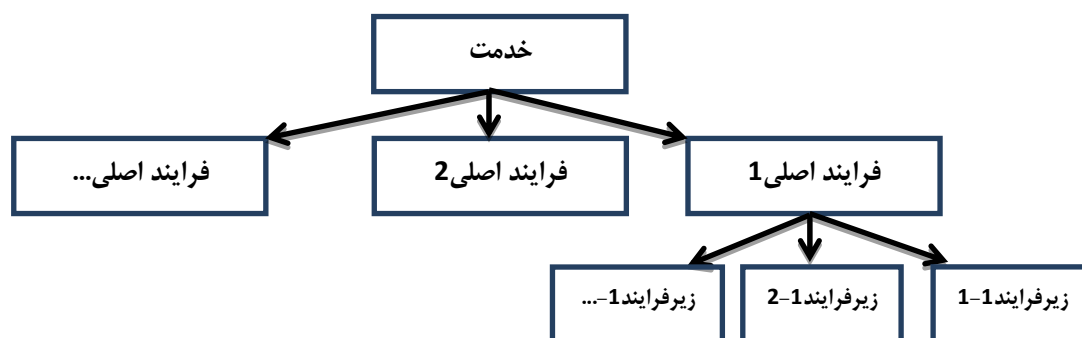 خدمت
فرایند اصلی1
فرایند اصلی2
فرایند اصلی...
زیرفرایند1-1
زیرفرایند1-2
زیرفرایند1-...